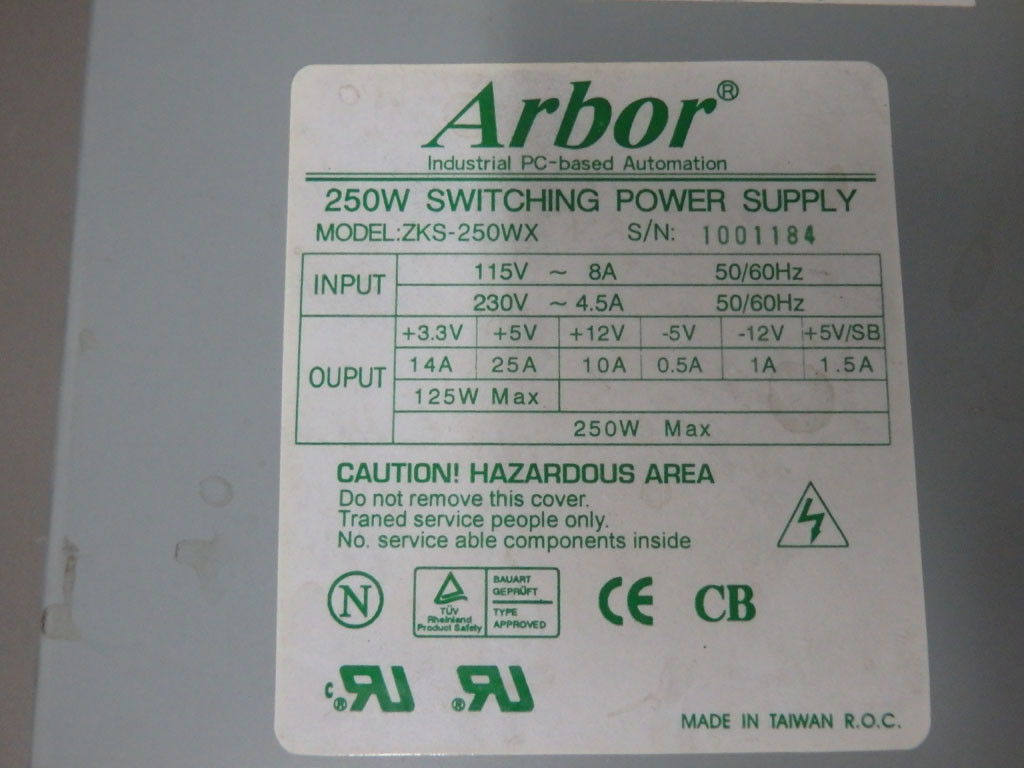 Arbor®
Industrial PC-based Automation
250W SWITCHING POWER SUPPLY
MODEL:ZKS-250WX S/N: 1001184
INPUT 115V ~ 8A 50/60Hz
230V ~ 4.5A 50/60Hz
OUPUT +3.3V +5V +12V -5V -12V +5V/SB
14A 25A 10A 0.5A 1A 1.5A
125W Max
250W Max
CAUTION! HAZARDOUS AREA
Do not remove this cover.
Traned service people only.
No. service able components inside
N
TÜV
Rheinland
Product Safety
BAUART
GEPRÜFT
TYPE
APPROVED
CE
CB
c RU ® RU ®
MADE IN TAIWAN R.O.C.